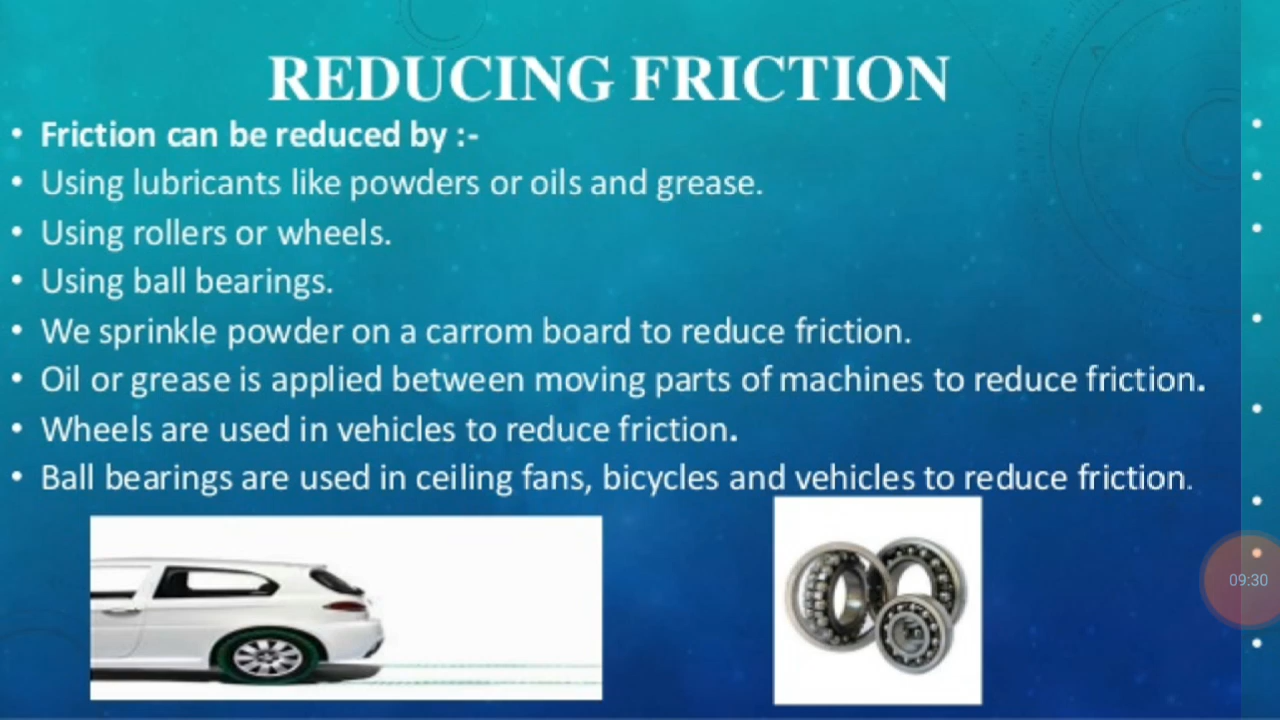 REDUCING FRICTION
• Friction can be reduced by :-
• Using lubricants like powders or oils and grease.
• Using rollers or wheels.
• Using ball bearings.
• We sprinkle powder on a carrom board to reduce friction.
• Oil or grease is applied between moving parts of machines to reduce friction.
• Wheels are used in vehicles to reduce friction.
• Ball bearings are used in ceiling fans, bicycles and vehicles to reduce friction.
09:30